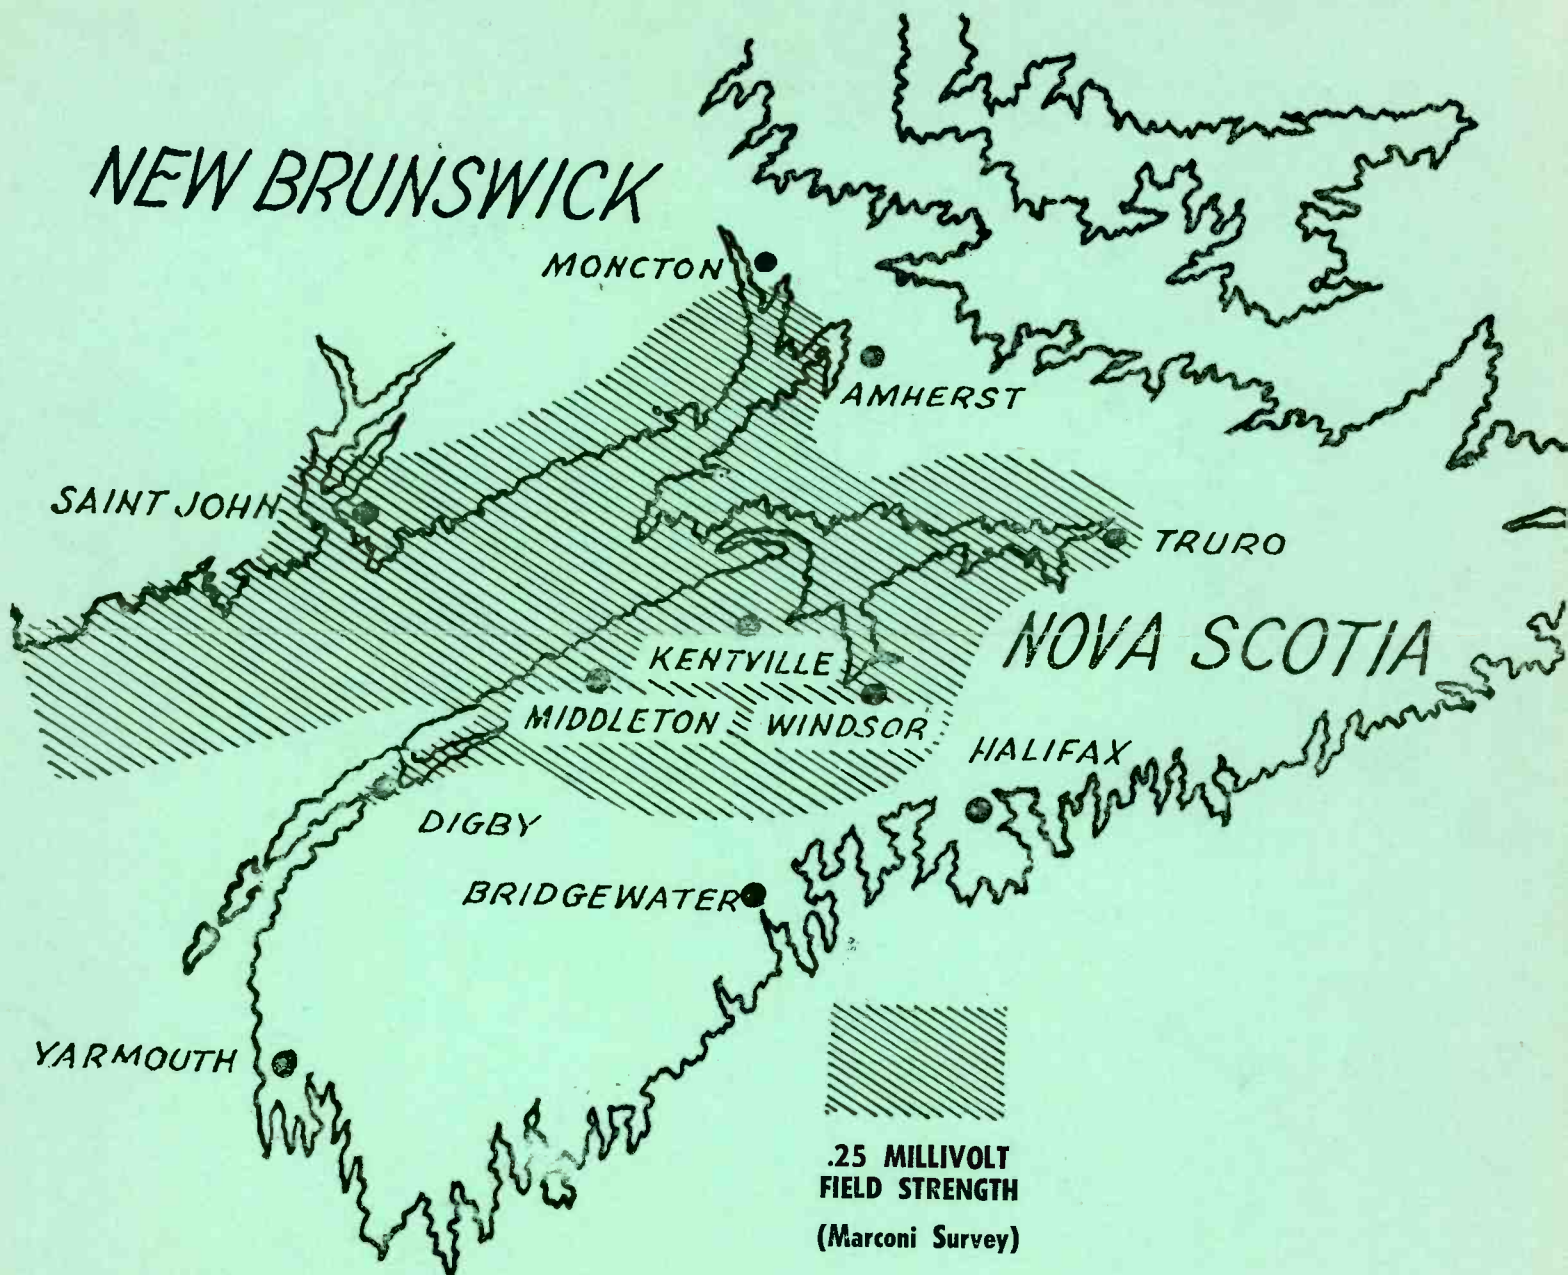 NEW BRUNSWICK
MONCTON
AMHERST
SAINT JOHN
TRURO
NOVA SCOTIA
KENTVILLE
MIDDLETON
WINDSOR
HALIFAX
DIGBY
BRIDGEWATER
YARMOUTH
.25 MILLIVOLT
FIELD STRENGTH
(Marconi Survey)